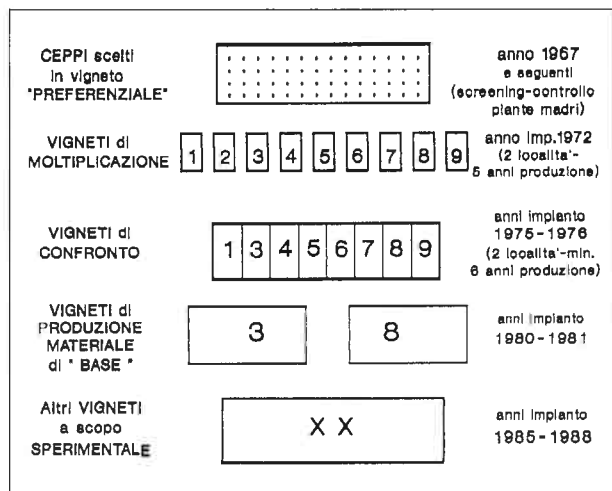 CEPPI scelti
in vigneto
"PREFERENZIALE"
anno 1967
e seguenti
(screening-controllo
piante madri)
VIGNETI di
MOLTIPLICAZIONE
1 2 3 4 5 6 7 8 9
anno imp.1972
(2 localita'-
5 anni produzione)
VIGNETI di
CONFRONTO
1 3 4 5 6 7 8 9
anni impianto
1975-1976
(2 localita'-min.
6 anni produzione)
VIGNETI di
PRODUZIONE
MATERIALE
di " BASE "
3 8
anni impianto
1980-1981
Altri VIGNETI
a scopo
SPERIMENTALE
X X
anni impianto
1985-1988